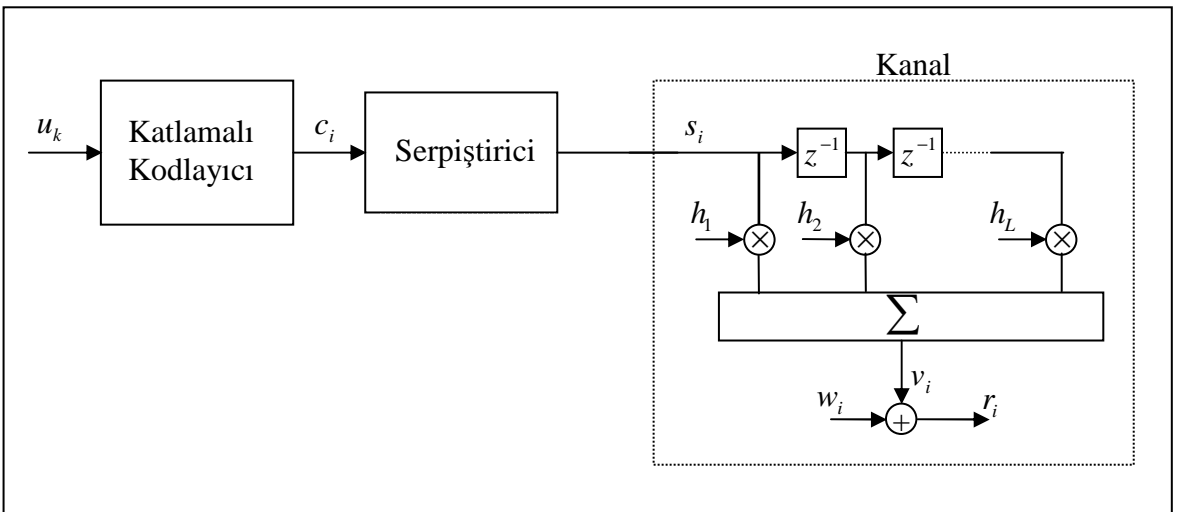 Kanal
u_k
Katlamalı
Kodlayıcı
c_i
Serpiştirici
s_i
z⁻¹
z⁻¹
h_1
h_2
h_L
×
×
×
∑
v_i
w_i
+
r_i